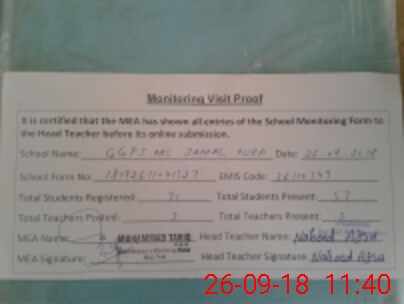 Monitoring Visit Proof
It is certified that the MEA has shown all entries of the School Monitoring Form to
the Head Teacher before its online submission.
School Name: GGPS MC JAMAL PURA Date: 26-09-2018
School Form No: EMIS Code:
Total Students Registered: 71 Total Students Present: 57
Total Teachers Posted: 3 Total Teachers Present: 3
MEA Name: MUHAMMAD TARIQ Head Teacher Name: Naheed
MEA Signature: Head Teacher Signature: Naheed
26-09-18 11:40